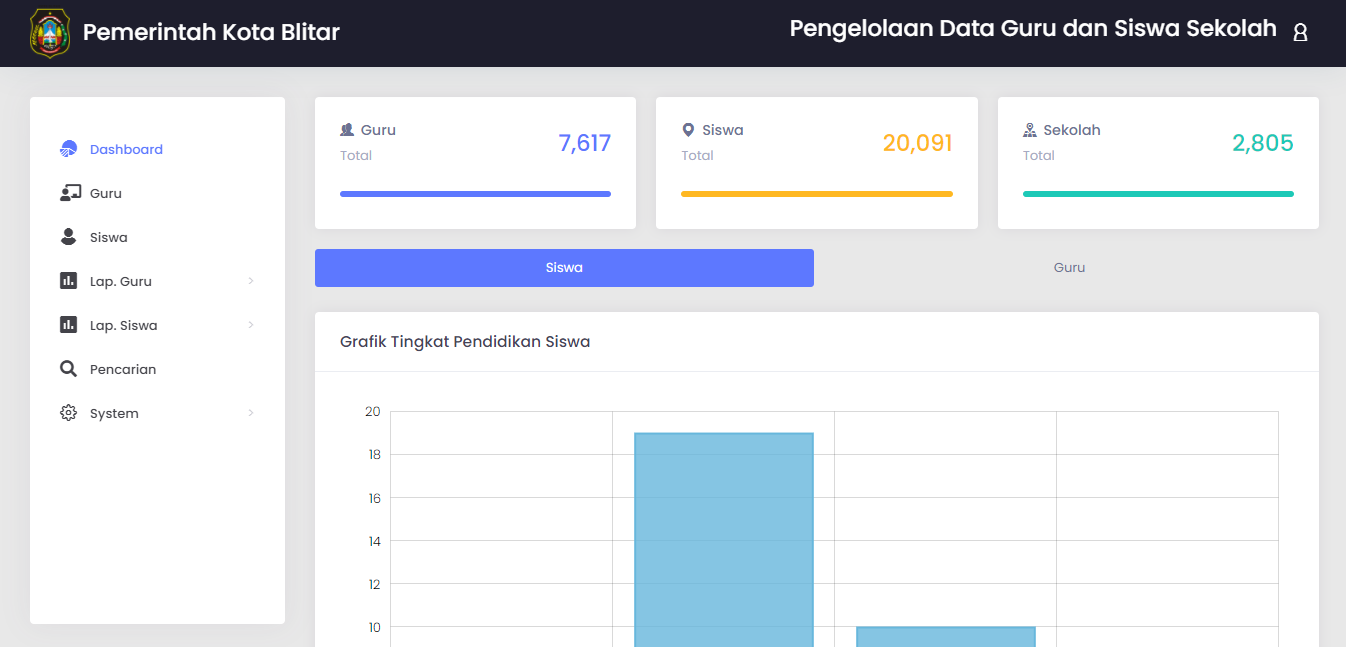 Pemerintah Kota Blitar
Pengelolaan Data Guru dan Siswa Sekolah
Dashboard
Guru
Siswa
Lap. Guru
Lap. Siswa
Pencarian
System
Guru
Total
7,617
Siswa
Total
20,091
Sekolah
Total
2,805
Siswa
Guru
Grafik Tingkat Pendidikan Siswa
20
18
16
14
12
10